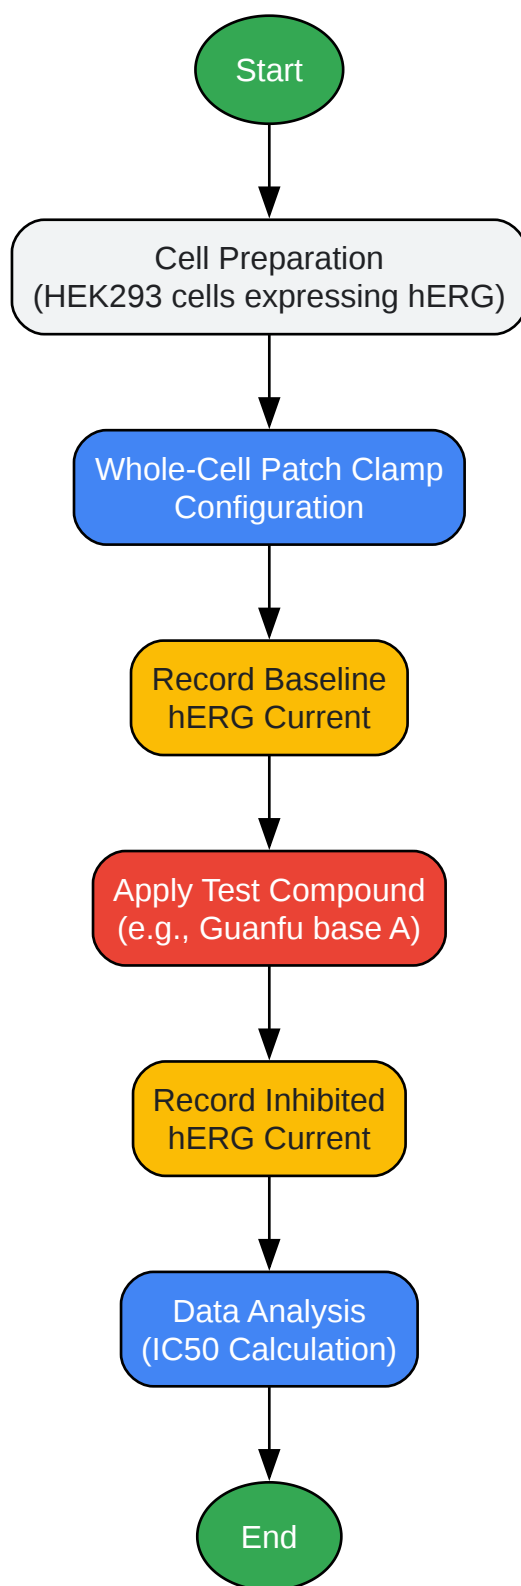 Start
Cell Preparation
(HEK293 cells expressing hERG)
Whole-Cell Patch Clamp
Configuration
Record Baseline
hERG Current
Apply Test Compound
(e.g., Guanfu base A)
Record Inhibited
hERG Current
Data Analysis
(IC50 Calculation)
End